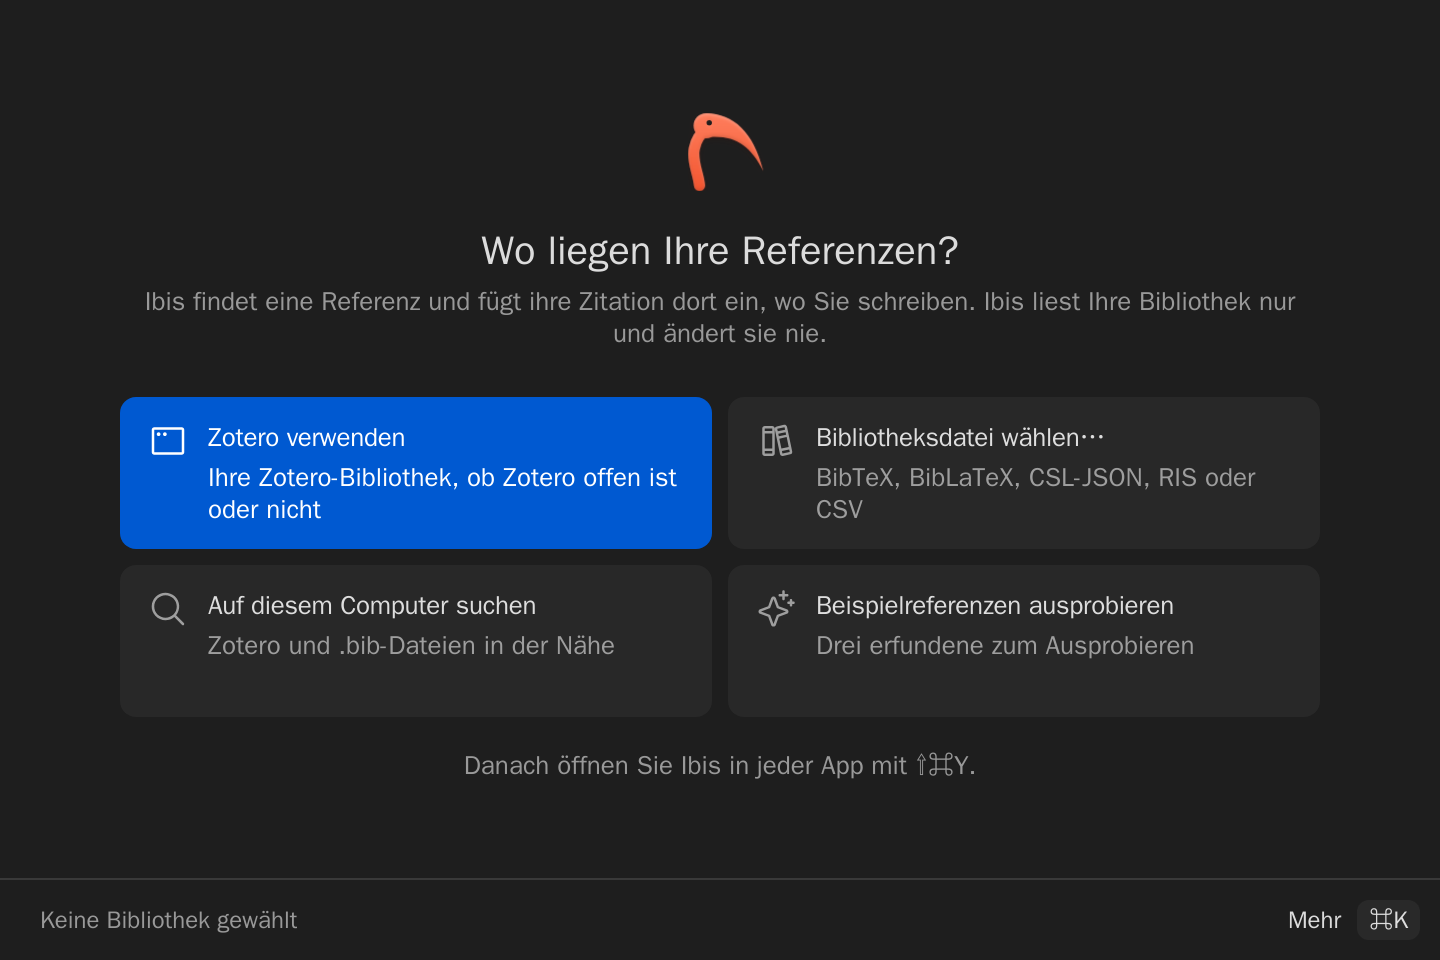 Wo liegen Ihre Referenzen?
Ibis findet eine Referenz und fügt ihre Zitation dort ein, wo Sie schreiben. Ibis liest Ihre Bibliothek nur
und ändert sie nie.
Zotero verwenden
Ihre Zotero-Bibliothek, ob Zotero offen ist
oder nicht
Bibliotheksdatei wählen…
BibTeX, BibLaTeX, CSL-JSON, RIS oder
CSV
Auf diesem Computer suchen
Zotero und .bib-Dateien in der Nähe
Beispielreferenzen ausprobieren
Drei erfundene zum Ausprobieren
Danach öffnen Sie Ibis in jeder App mit ⇧⌘Y.
Keine Bibliothek gewählt
Mehr ⌘K